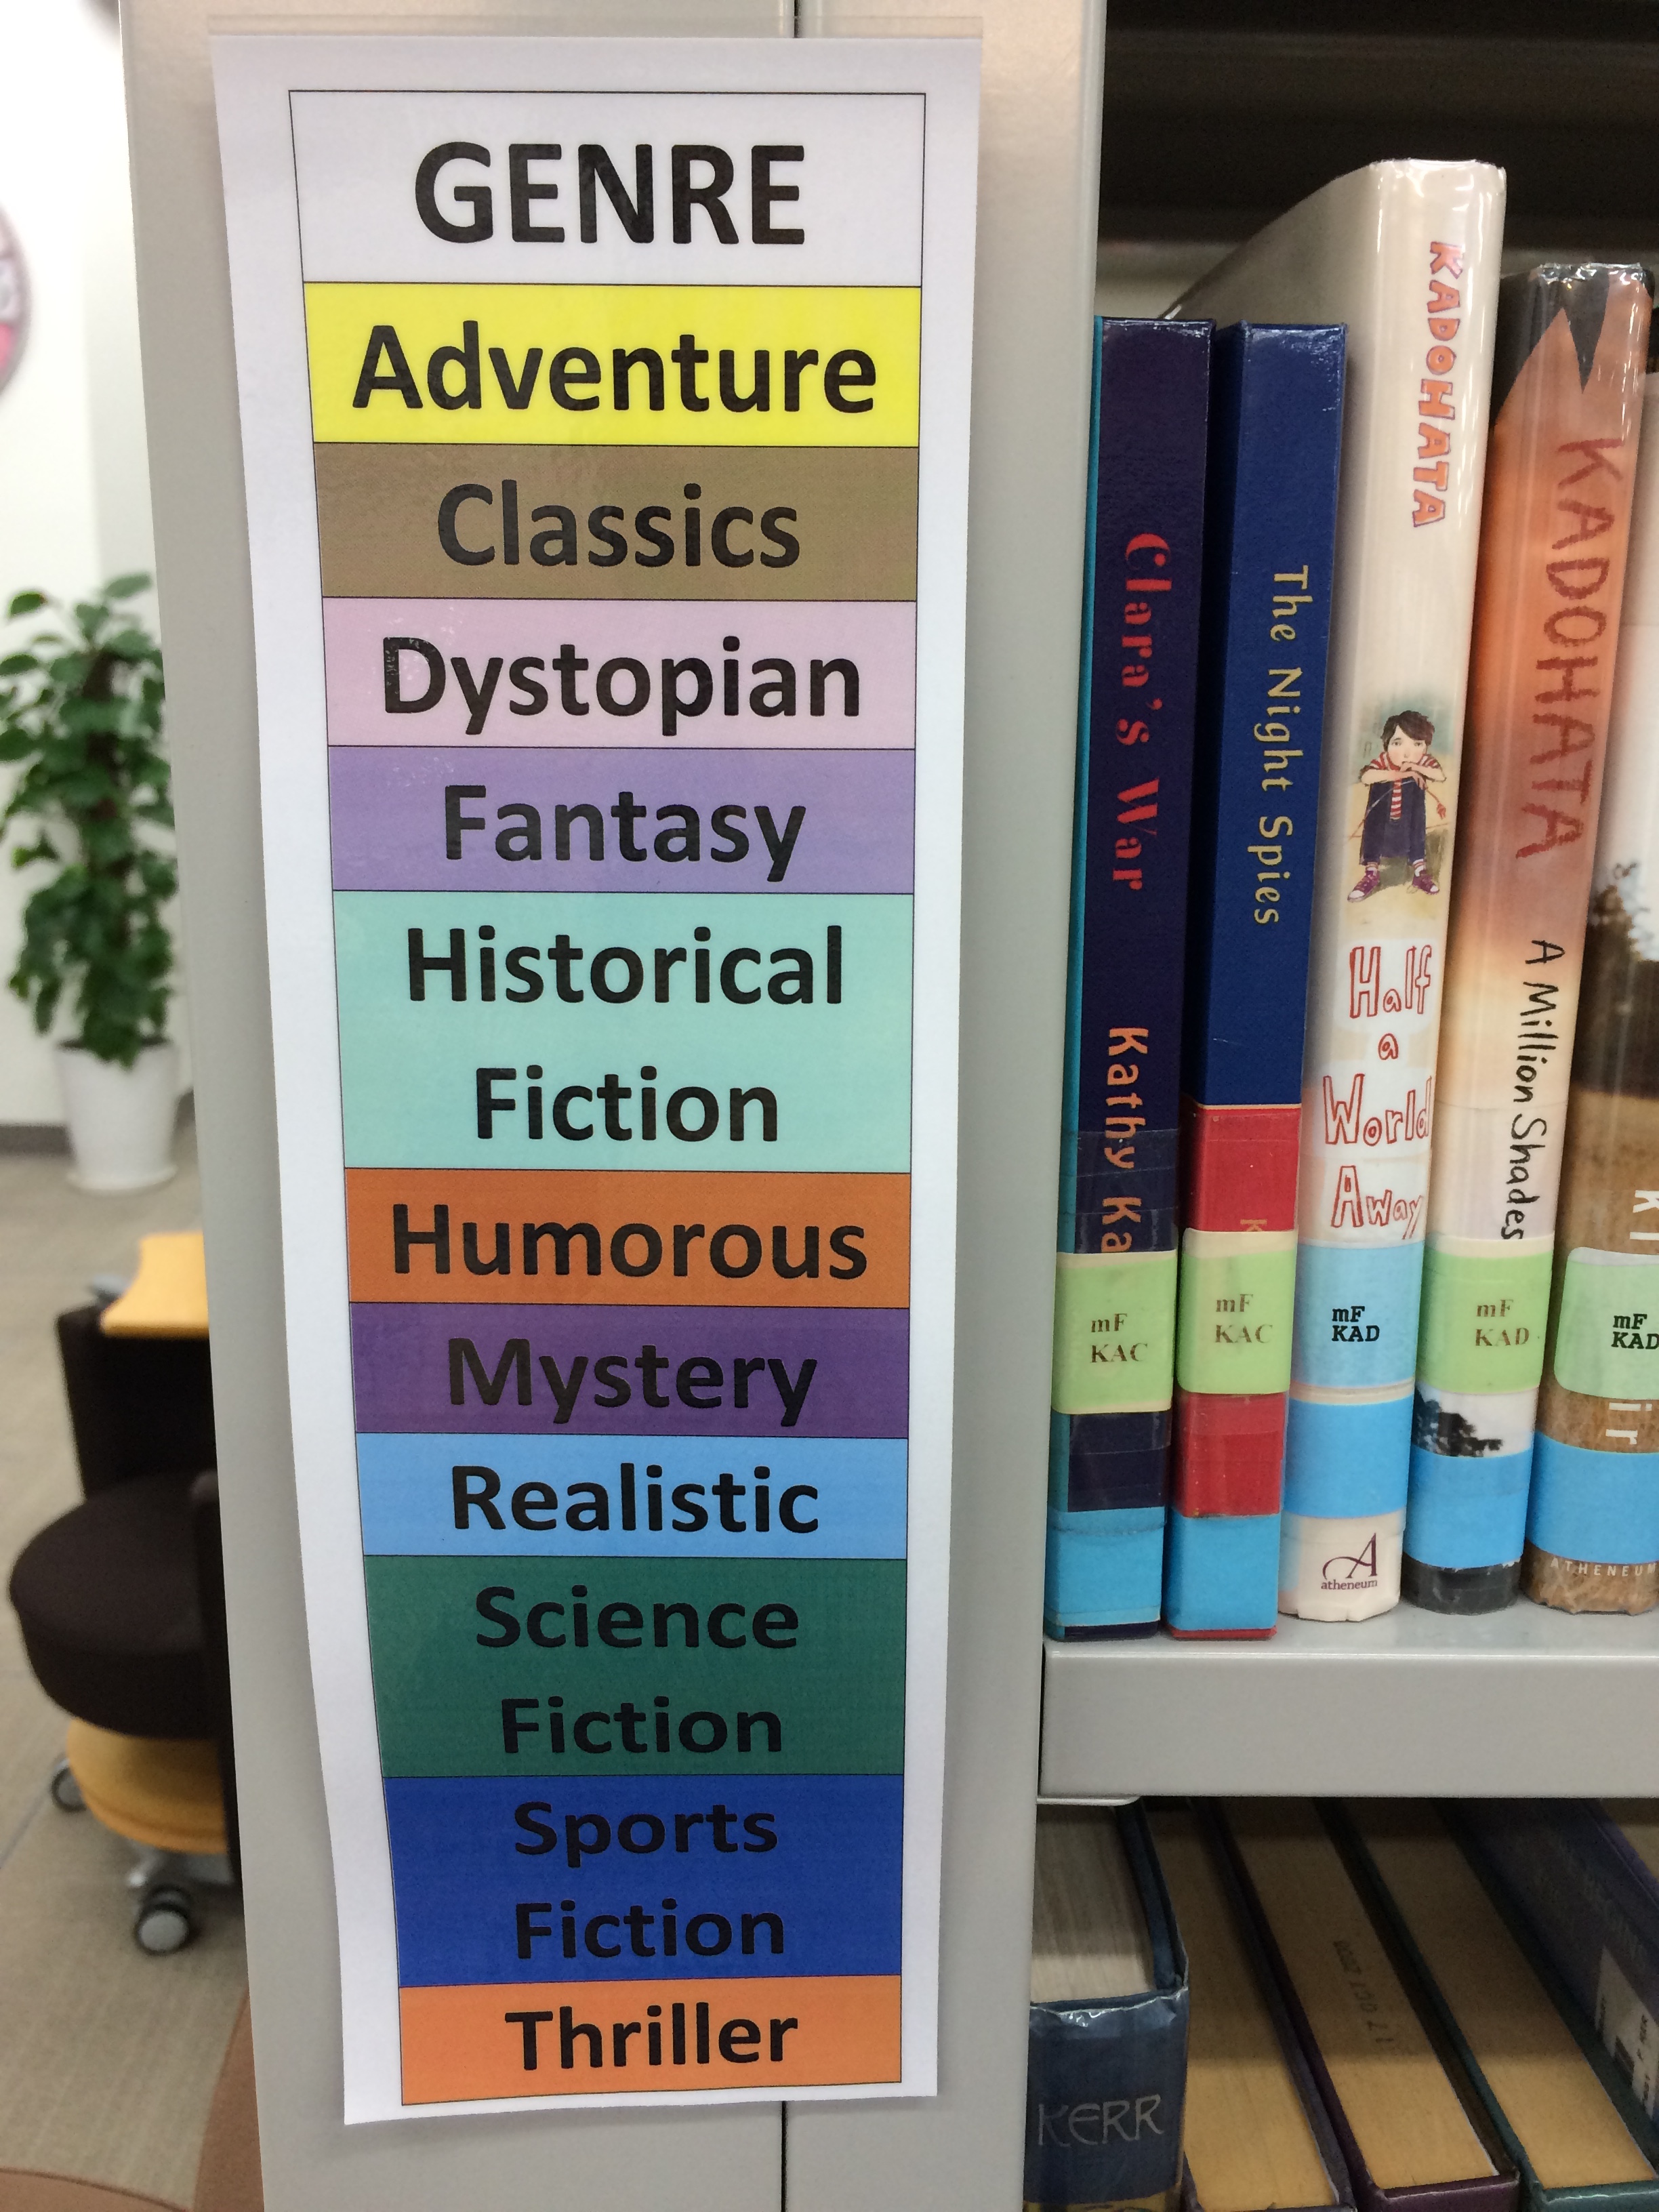 GENRE
Adventure
Classics
Dystopian
Fantasy
Historical
Fiction
Humorous
Mystery
Realistic
Science
Fiction
Sports
Fiction
Thriller
Clara's War
Kathy Ka
mF
KAC
The Night Spies
K
mF
KAC
KADOHATA
Half
a
World
Away
mF
KAD
A
atheneum
KADOHATA
A Million Shades
mF
KAD
Ki
mF
KAD
ir
ATHENEUM
KERR